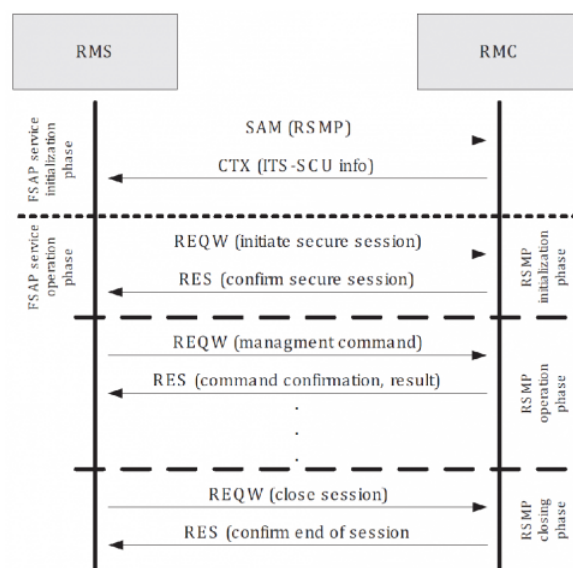 RMS
RMC
FSAP service
initialization
phase
SAM (RSMP)
CTX (ITS-SCU info)
FSAP service
operation
phase
REQW (initiate secure session)
RES (confirm secure session)
RSMP
initialization
phase
REQW (managment command)
RES (command confirmation, result)
.
.
.
RSMP
operation
phase
REQW (close session)
RES (confirm end of session
RSMP
closing
phase